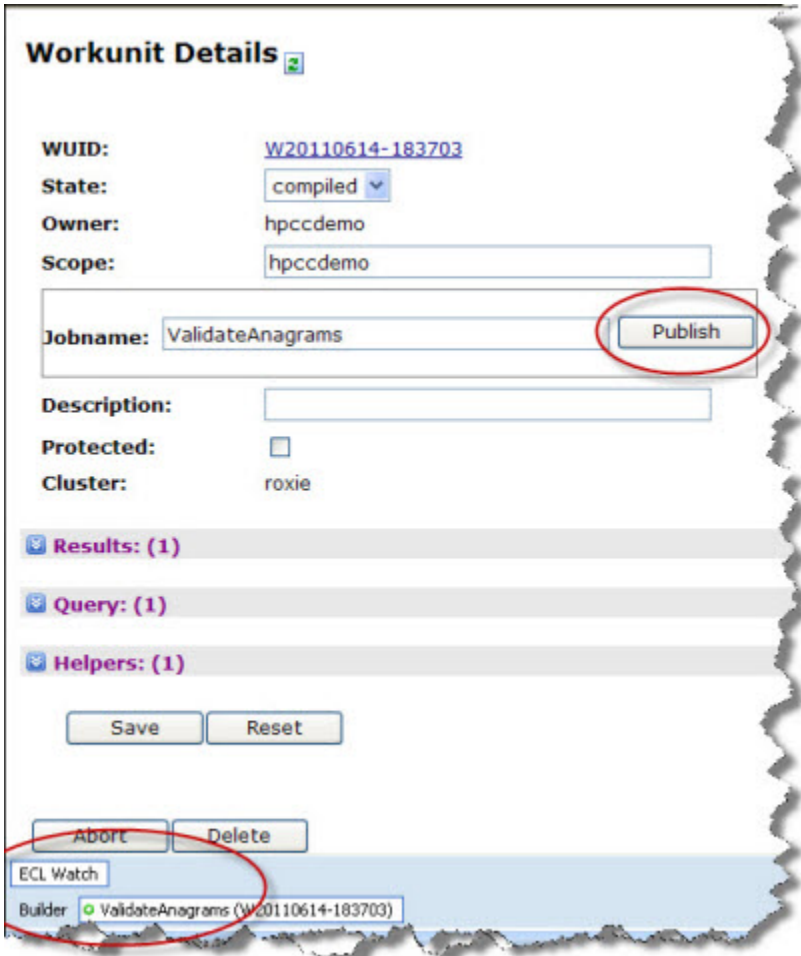 Workunit Details
WUID: W20110614-183703
State: compiled
Owner: hpccdemo
Scope: hpccdemo
Jobname: ValidateAnagrams Publish
Description:
Protected:
Cluster: roxie
Results: (1)
Query: (1)
Helpers: (1)
Save Reset
Abort Delete
ECL Watch
Builder ValidateAnagrams (W20110614-183703)